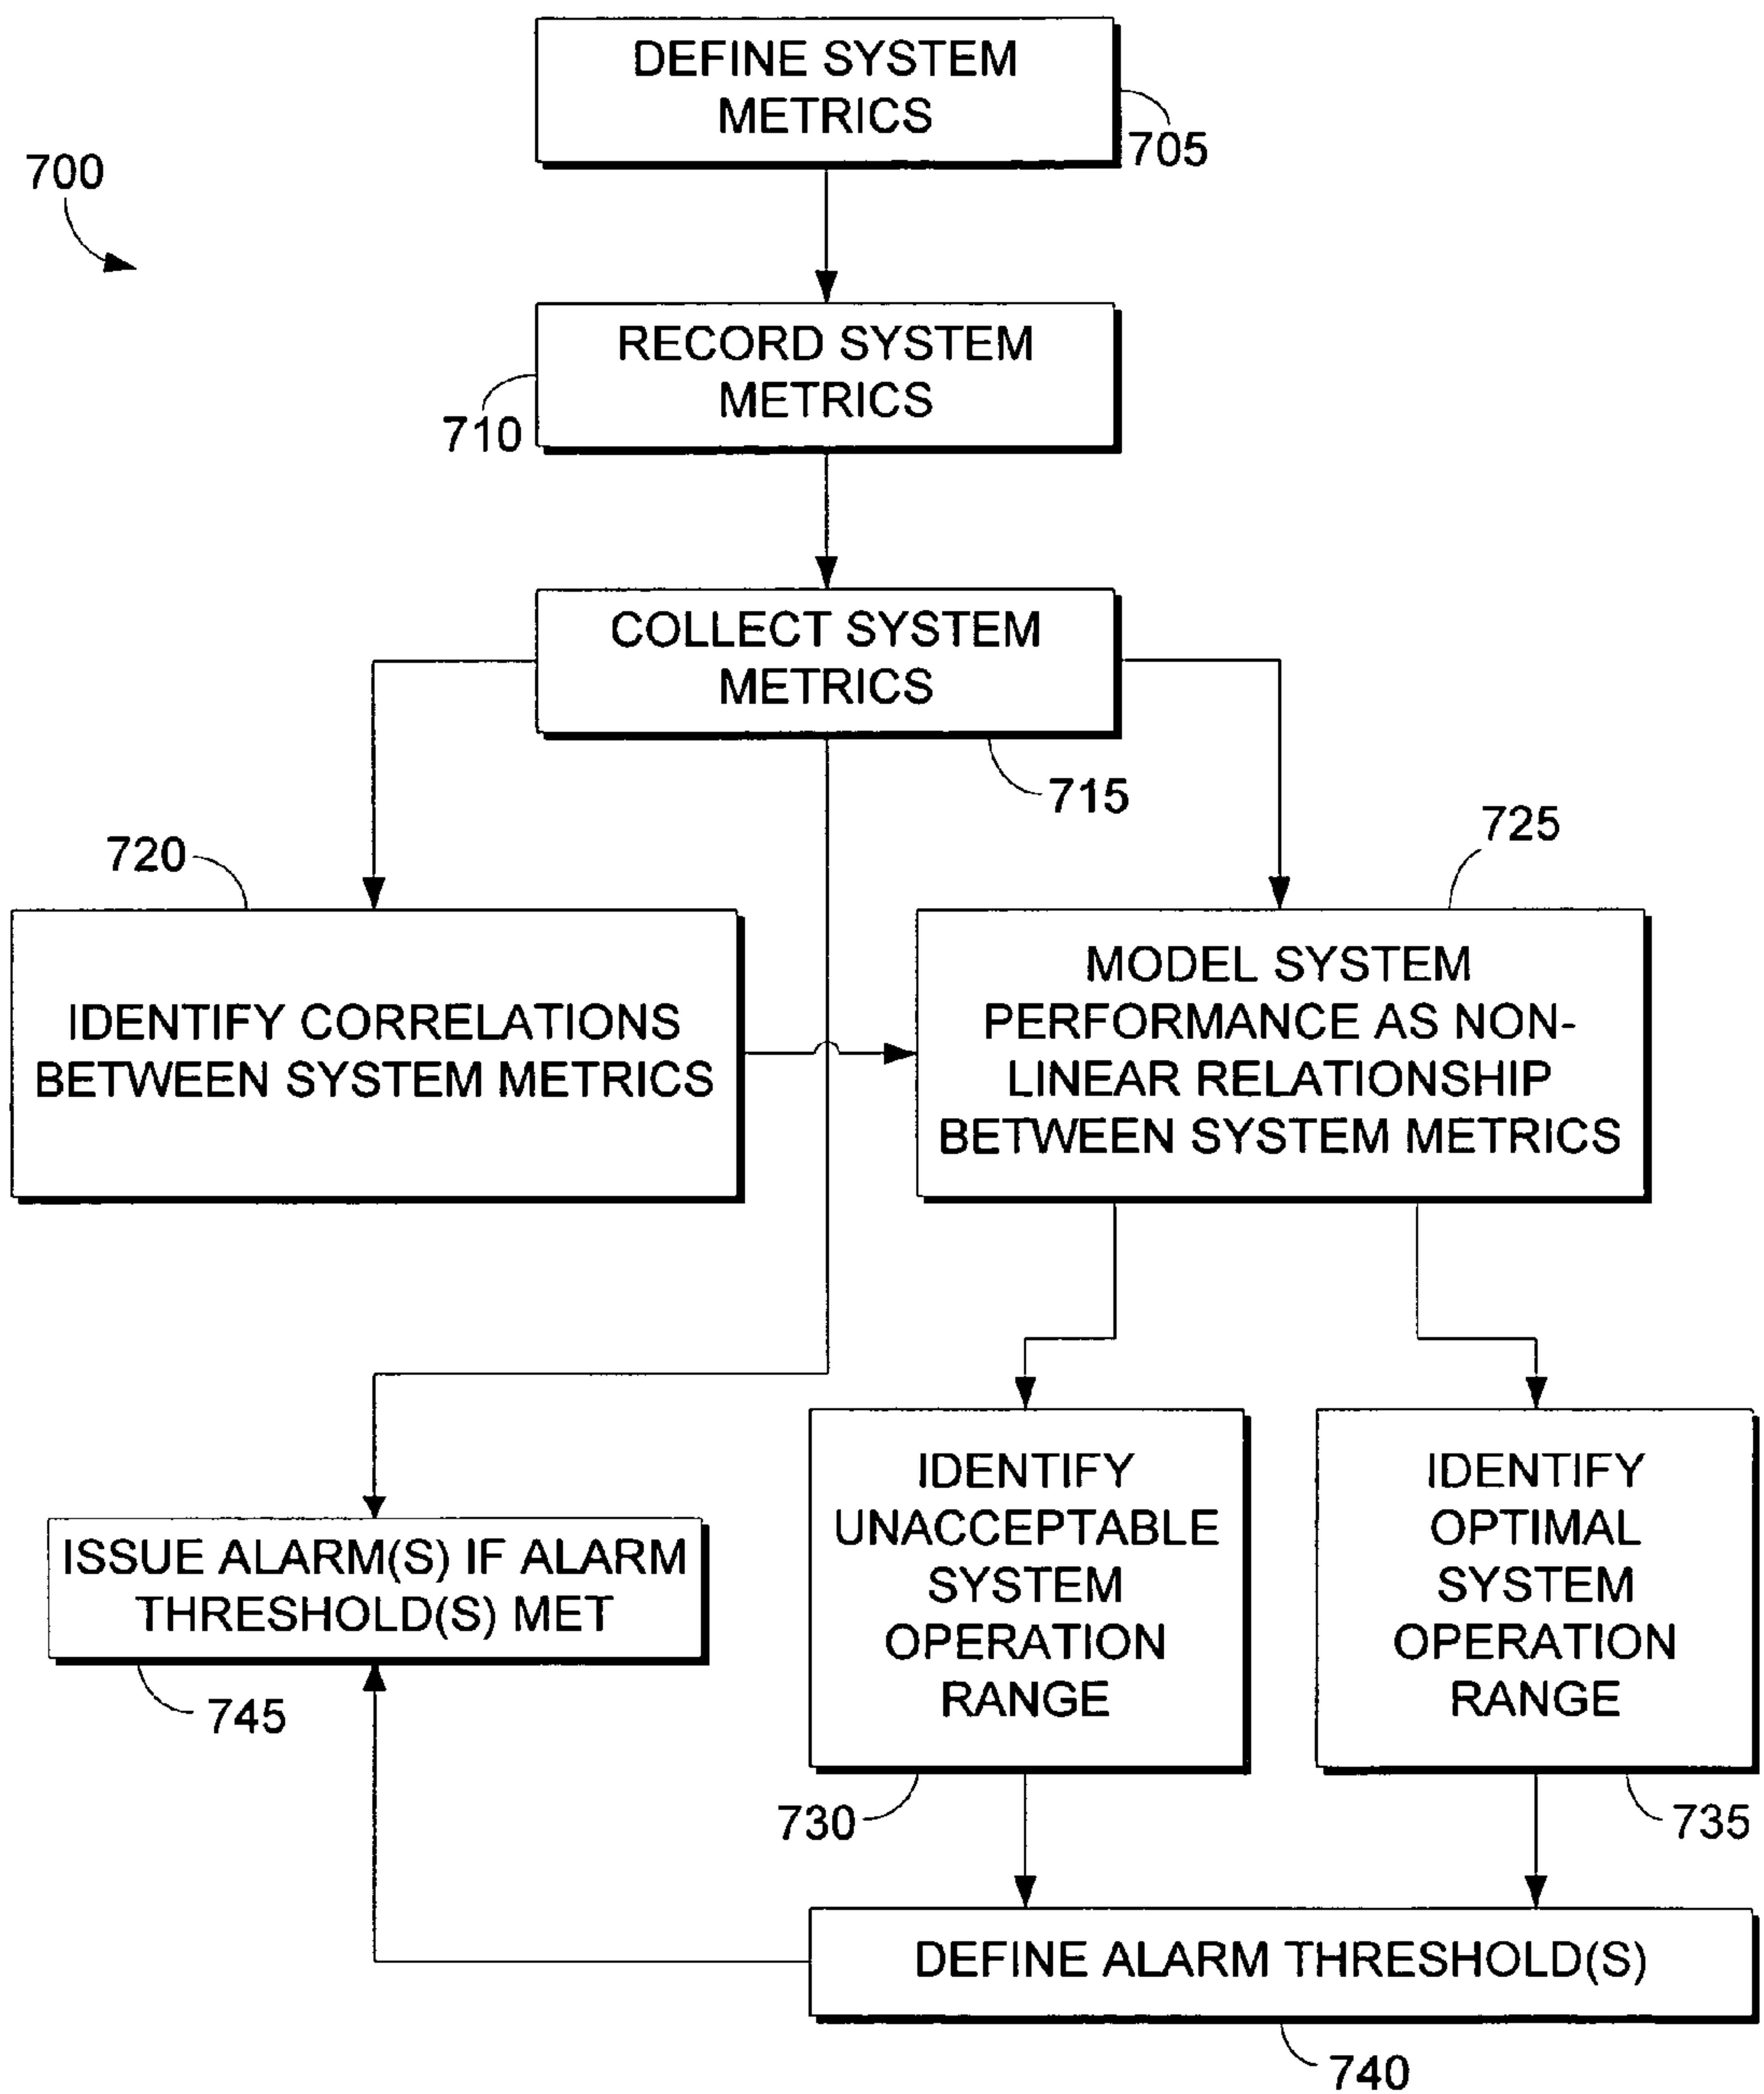 DEFINE SYSTEM
METRICS
705
700
RECORD SYSTEM
METRICS
710
COLLECT SYSTEM
METRICS
715
720
725
IDENTIFY CORRELATIONS
BETWEEN SYSTEM METRICS
MODEL SYSTEM
PERFORMANCE AS NON-
LINEAR RELATIONSHIP
BETWEEN SYSTEM METRICS
ISSUE ALARM(S) IF ALARM
THRESHOLD(S) MET
745
IDENTIFY
UNACCEPTABLE
SYSTEM
OPERATION
RANGE
730
IDENTIFY
OPTIMAL
SYSTEM
OPERATION
RANGE
735
DEFINE ALARM THRESHOLD(S)
740